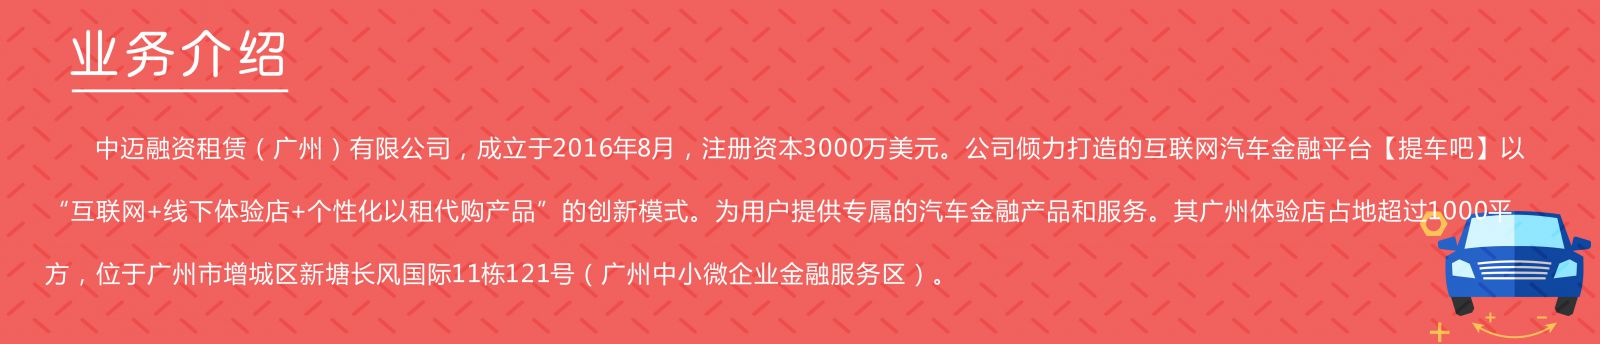 业务介绍
中迈融资租赁（广州）有限公司，成立于2016年8月，注册资本3000万美元。公司倾力打造的互联网汽车金融平台【提车吧】以
“互联网+线下体验店+个性化以租代购产品”的创新模式。为用户提供专属的汽车金融产品和服务。其广州体验店占地超过1000平
方，位于广州市增城区新塘长风国际11栋121号（广州中小微企业金融服务区）。